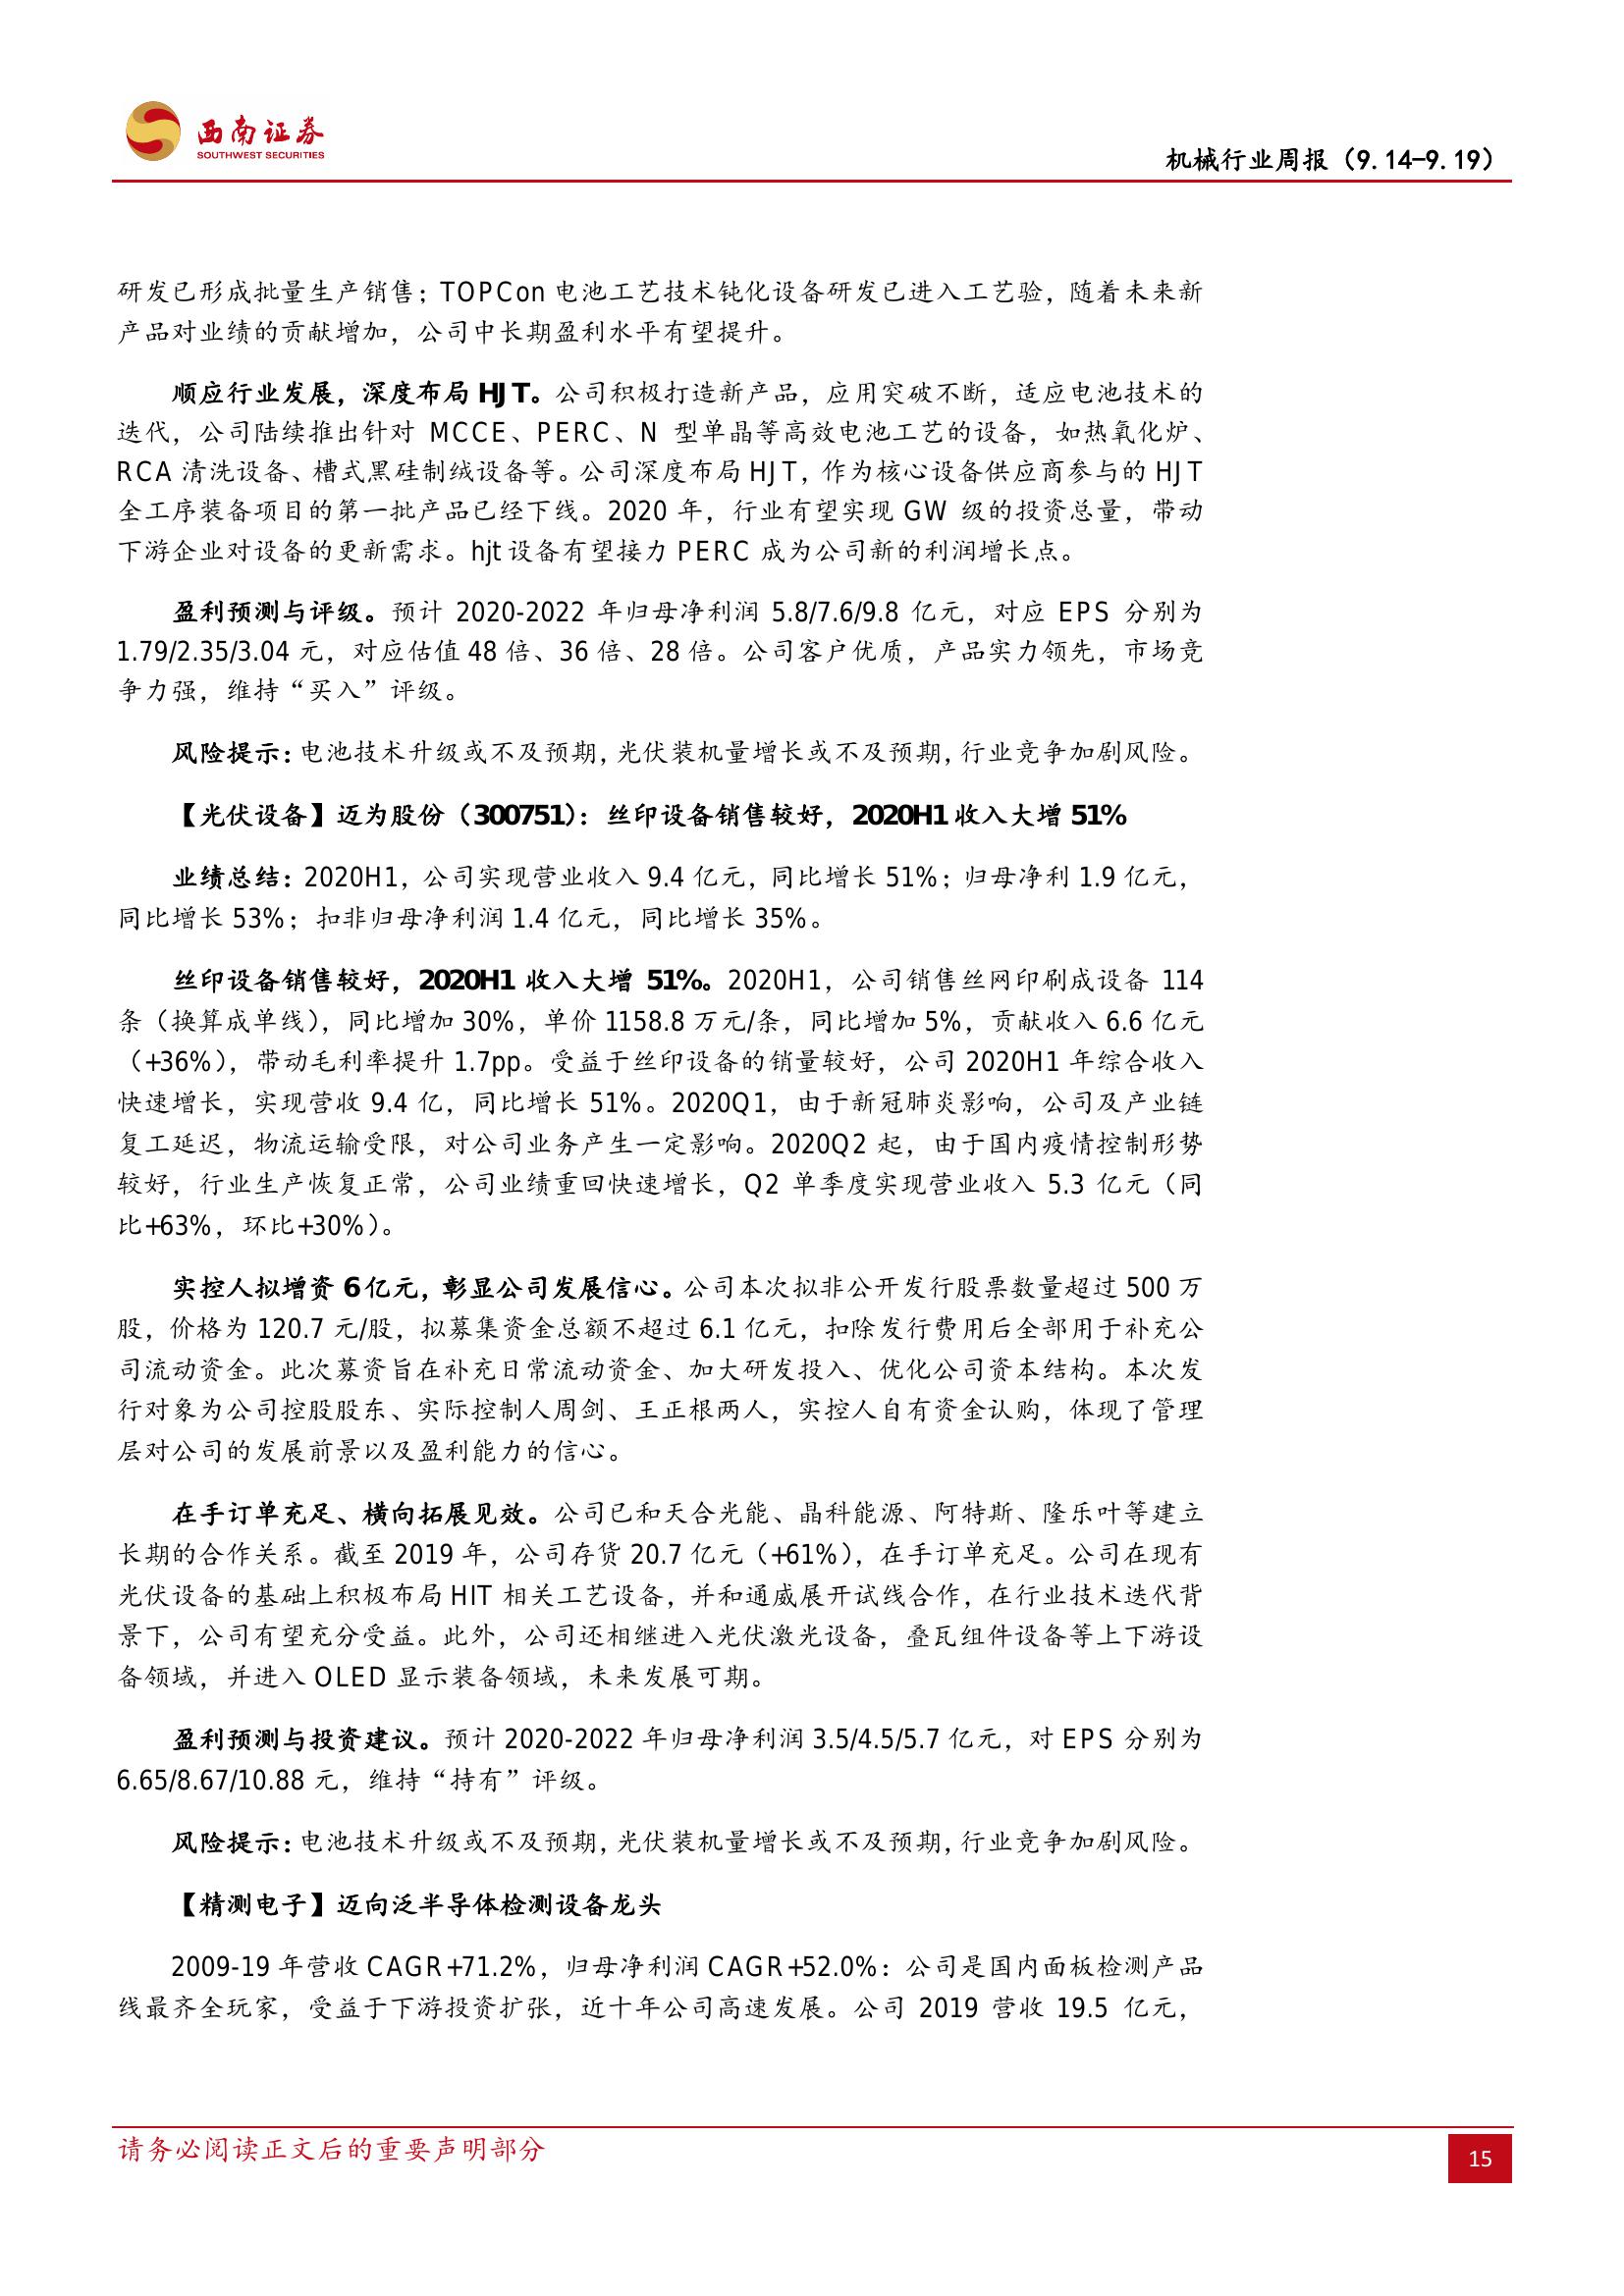 西南证券
SOUTHWEST SECURITIES
机械行业周报（9.14-9.19）
研发已形成批量生产销售；TOPCon 电池工艺技术钝化设备研发已进入工艺验，随着未来新
产品对业绩的贡献增加，公司中长期盈利水平有望提升。
顺应行业发展，深度布局 HJT。公司积极打造新产品，应用突破不断，适应电池技术的
迭代，公司陆续推出针对 MCCE、PERC、N 型单晶等高效电池工艺的设备，如热氧化炉、
RCA 清洗设备、槽式黑硅制绒设备等。公司深度布局 HJT，作为核心设备供应商参与的 HJT
全工序装备项目的第一批产品已经下线。2020 年，行业有望实现 GW 级的投资总量，带动
下游企业对设备的更新需求。hjt 设备有望接力 PERC 成为公司新的利润增长点。
盈利预测与评级。预计 2020-2022 年归母净利润 5.8/7.6/9.8 亿元，对应 EPS 分别为
1.79/2.35/3.04 元，对应估值 48 倍、36 倍、28 倍。公司客户优质，产品实力领先，市场竞
争力强，维持“买入”评级。
风险提示：电池技术升级或不及预期，光伏装机量增长或不及预期，行业竞争加剧风险。
【光伏设备】迈为股份（300751）：丝印设备销售较好，2020H1 收入大增 51%
业绩总结：2020H1，公司实现营业收入 9.4 亿元，同比增长 51%；归母净利 1.9 亿元，
同比增长 53%；扣非归母净利润 1.4 亿元，同比增长 35%。
丝印设备销售较好，2020H1 收入大增 51%。2020H1，公司销售丝网印刷成设备 114
条（换算成单线），同比增加 30%，单价 1158.8 万元/条，同比增加 5%，贡献收入 6.6 亿元
（+36%），带动毛利率提升 1.7pp。受益于丝印设备的销量较好，公司 2020H1 年综合收入
快速增长，实现营收 9.4 亿，同比增长 51%。2020Q1，由于新冠肺炎影响，公司及产业链
复工延迟，物流运输受限，对公司业务产生一定影响。2020Q2 起，由于国内疫情控制形势
较好，行业生产恢复正常，公司业绩重回快速增长，Q2 单季度实现营业收入 5.3 亿元（同
比+63%，环比+30%）。
实控人拟增资 6 亿元，彰显公司发展信心。公司本次拟非公开发行股票数量超过 500 万
股，价格为 120.7 元/股，拟募集资金总额不超过 6.1 亿元，扣除发行费用后全部用于补充公
司流动资金。此次募资旨在补充日常流动资金、加大研发投入、优化公司资本结构。本次发
行对象为公司控股股东、实际控制人周剑、王正根两人，实控人自有资金认购，体现了管理
层对公司的发展前景以及盈利能力的信心。
在手订单充足、横向拓展见效。公司已和天合光能、晶科能源、阿特斯、隆乐叶等建立
长期的合作关系。截至 2019 年，公司存货 20.7 亿元（+61%），在手订单充足。公司在现有
光伏设备的基础上积极布局 HIT 相关工艺设备，并和通威展开试线合作，在行业技术迭代背
景下，公司有望充分受益。此外，公司还相继进入光伏激光设备，叠瓦组件设备等上下游设
备领域，并进入 OLED 显示装备领域，未来发展可期。
盈利预测与投资建议。预计 2020-2022 年归母净利润 3.5/4.5/5.7 亿元，对 EPS 分别为
6.65/8.67/10.88 元，维持“持有”评级。
风险提示：电池技术升级或不及预期，光伏装机量增长或不及预期，行业竞争加剧风险。
【精测电子】迈向泛半导体检测设备龙头
2009-19 年营收 CAGR+71.2%，归母净利润 CAGR+52.0%：公司是国内面板检测产品
线最齐全玩家，受益于下游投资扩张，近十年公司高速发展。公司 2019 营收 19.5 亿元，
请务必阅读正文后的重要声明部分
15